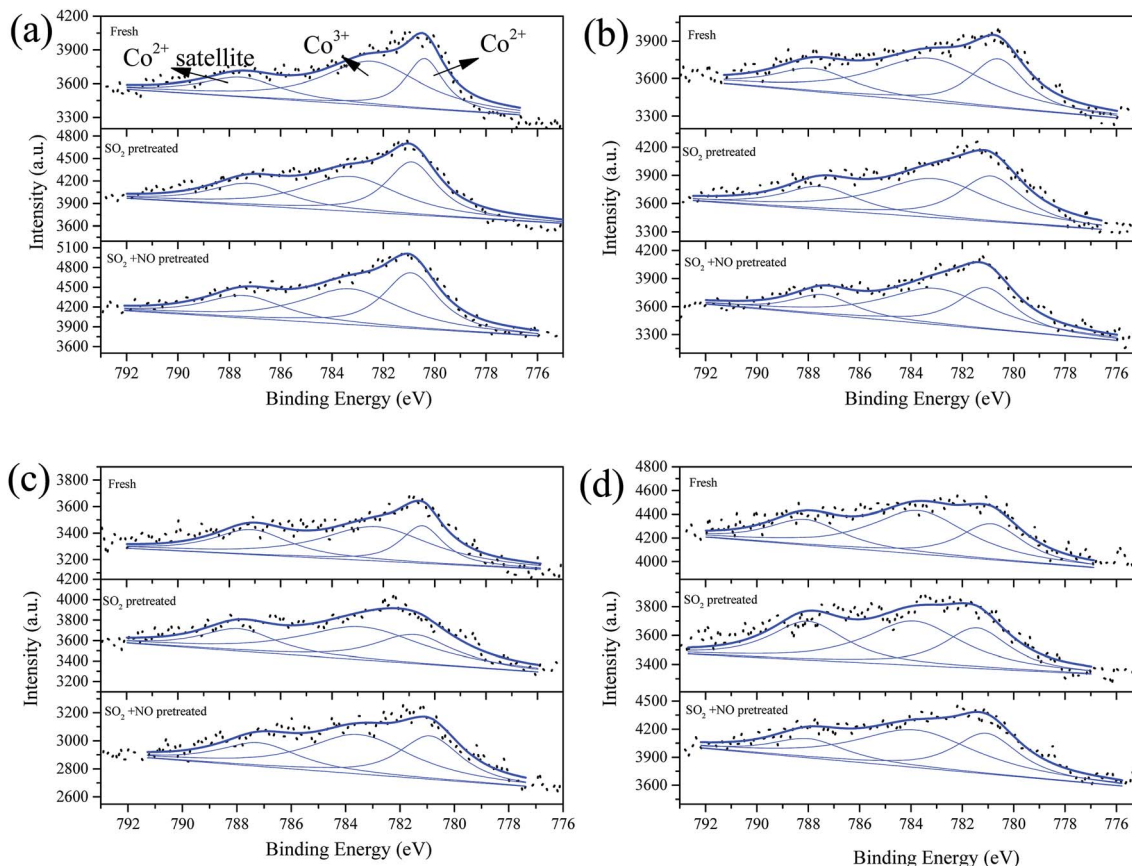 (a)
Fresh
Co²⁺ satellite
Co³⁺
Co²⁺
4200
3900
3600
3300
SO₂ pretreated
4800
4500
4200
3900
3600
SO₂ +NO pretreated
5100
4800
4500
4200
3900
3600
Intensity (a.u.)
792 790 788 786 784 782 780 778 776
Binding Energy (eV)
(b)
Fresh
3900
3600
3300
SO₂ pretreated
4200
3900
3600
3300
SO₂ +NO pretreated
4200
3900
3600
3300
Intensity (a.u.)
792 790 788 786 784 782 780 778 776
Binding Energy (eV)
(c)
Fresh
3800
3600
3400
3200
4200
SO₂ pretreated
4000
3800
3600
3400
3200
SO₂ +NO pretreated
3200
3000
2800
2600
Intensity (a.u.)
792 790 788 786 784 782 780 778 776
Binding Energy (eV)
(d)
Fresh
4800
4600
4400
4200
4000
SO₂ pretreated
3800
3600
3400
SO₂ +NO pretreated
4500
4200
3900
3600
Intensity (a.u.)
792 790 788 786 784 782 780 778 776
Binding Energy (eV)